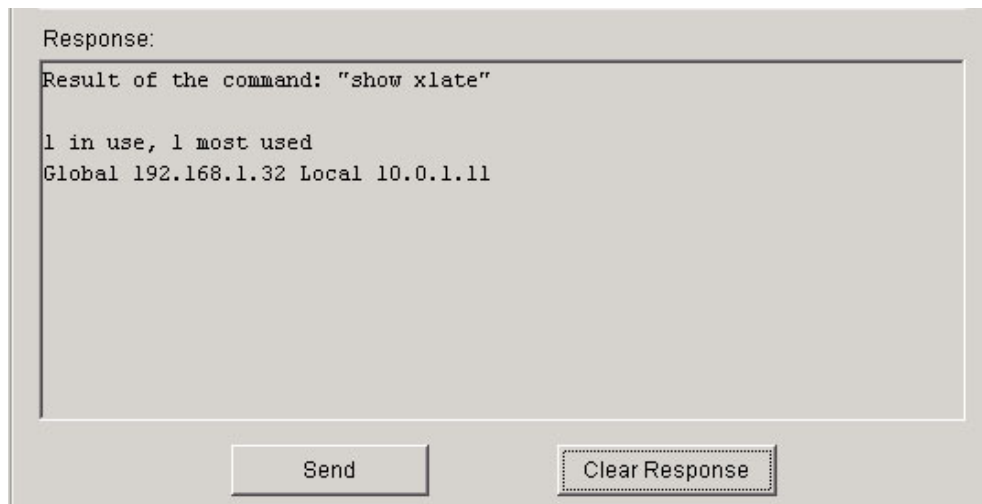 Response:
Result of the command: "show xlate"
1 in use, 1 most used
Global 192.168.1.32 Local 10.0.1.11
Send
Clear Response